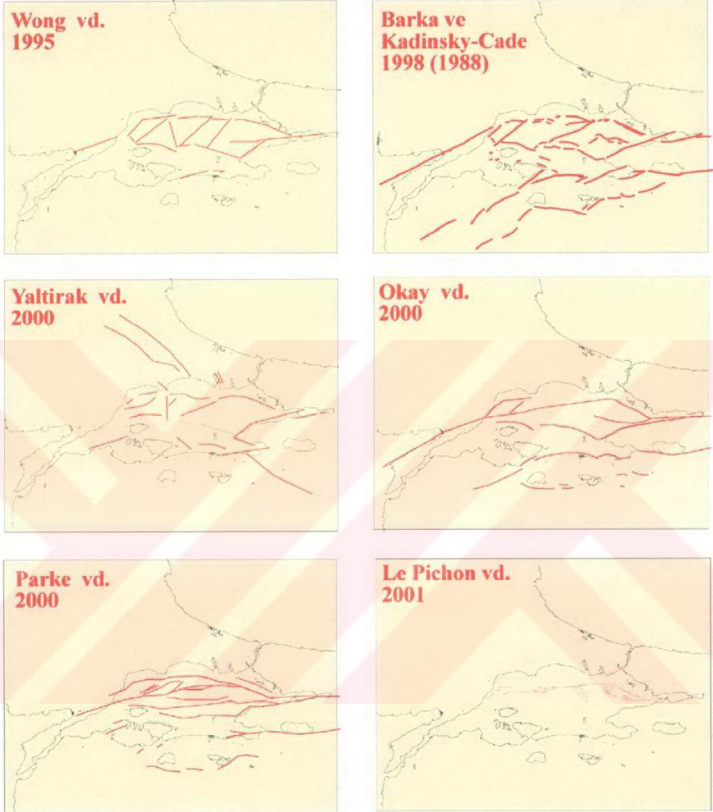 Wong vd.
1995
Barka ve
Kadinsky-Cade
1998 (1988)
Yaltirak vd.
2000
Okay vd.
2000
Parke vd.
2000
Le Pichon vd.
2001